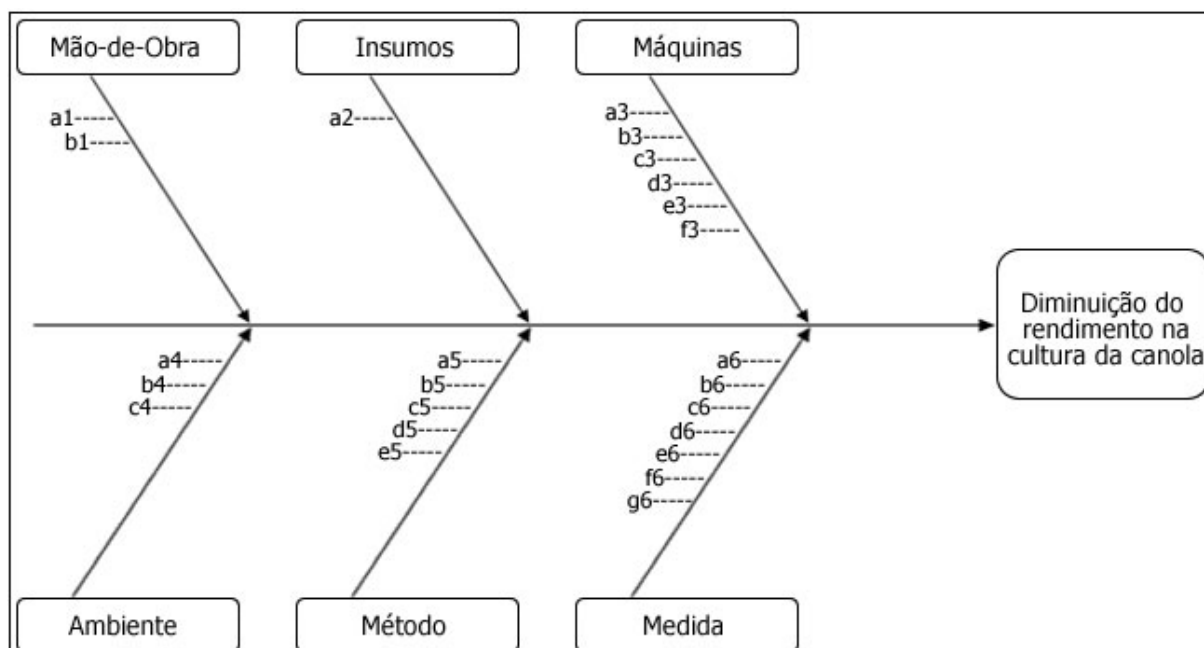 Mão-de-Obra
Insumos
Máquinas
a1-----
b1-----
a2-----
a3-----
b3-----
c3-----
d3-----
e3-----
f3-----
Diminuição do
rendimento na
cultura da canola
a4-----
b4-----
c4-----
a5-----
b5-----
c5-----
d5-----
e5-----
a6-----
b6-----
c6-----
d6-----
e6-----
f6-----
g6-----
Ambiente
Método
Medida